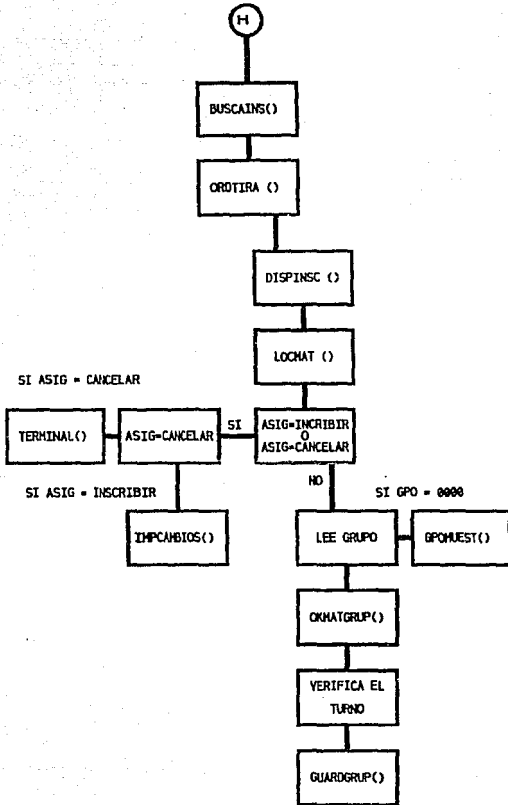 H
BUSCAINS()
ORDTIRA ()
DISPINSC ()
LOCMAT ()
SI ASIG = CANCELAR
TERMINAL()
ASIG=CANCELAR
SI
ASIG=INCRIBIR
O
ASIG=CANCELAR
SI ASIG = INSCRIBIR
IMPCAMBIOS()
NO
SI GPO = 0000
LEE GRUPO
GPOMUEST()
OKMATGRUP()
VERIFICA EL
TURNO
GUARDGRUP()